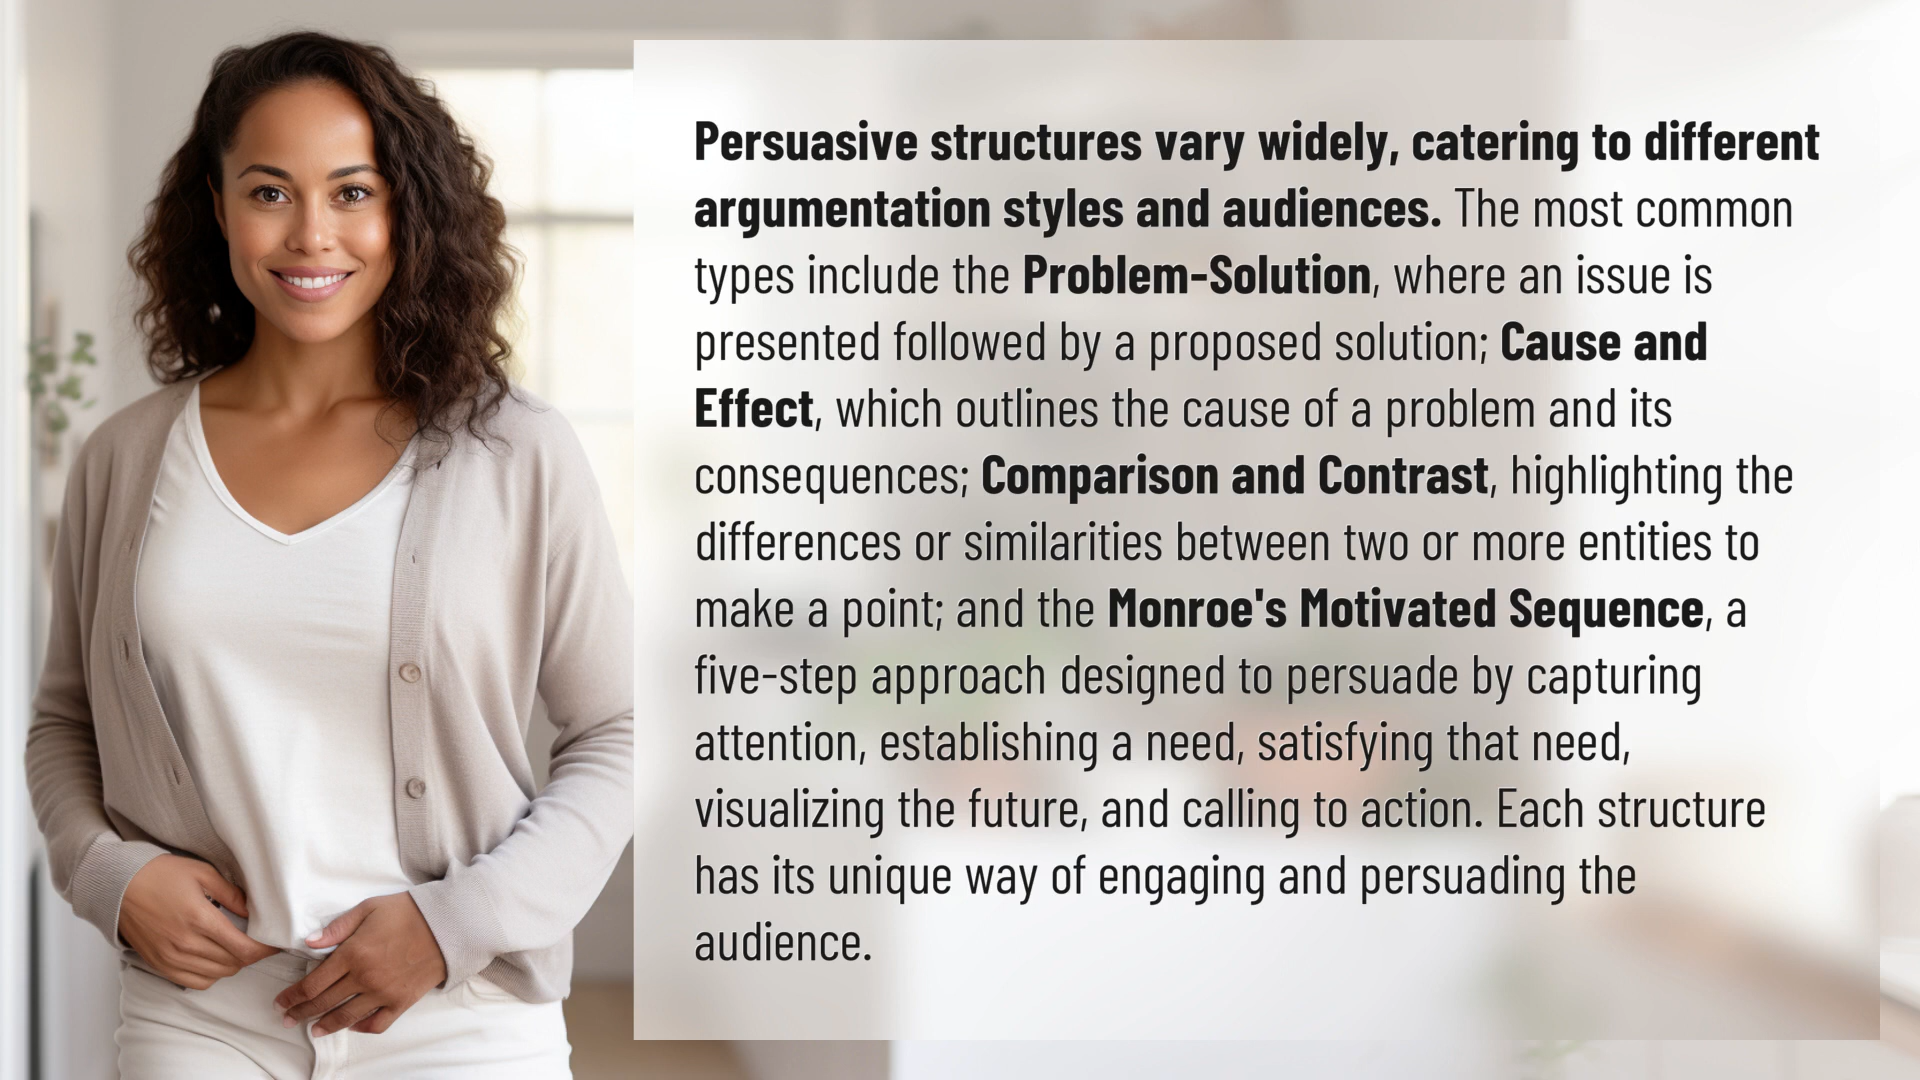 Persuasive structures vary widely, catering to different
argumentation styles and audiences. The most common
types include the Problem-Solution, where an issue is
presented followed by a proposed solution; Cause and
Effect, which outlines the cause of a problem and its
consequences; Comparison and Contrast, highlighting the
differences or similarities between two or more entities to
make a point; and the Monroe's Motivated Sequence, a
five-step approach designed to persuade by capturing
attention, establishing a need, satisfying that need,
visualizing the future, and calling to action. Each structure
has its unique way of engaging and persuading the
audience.